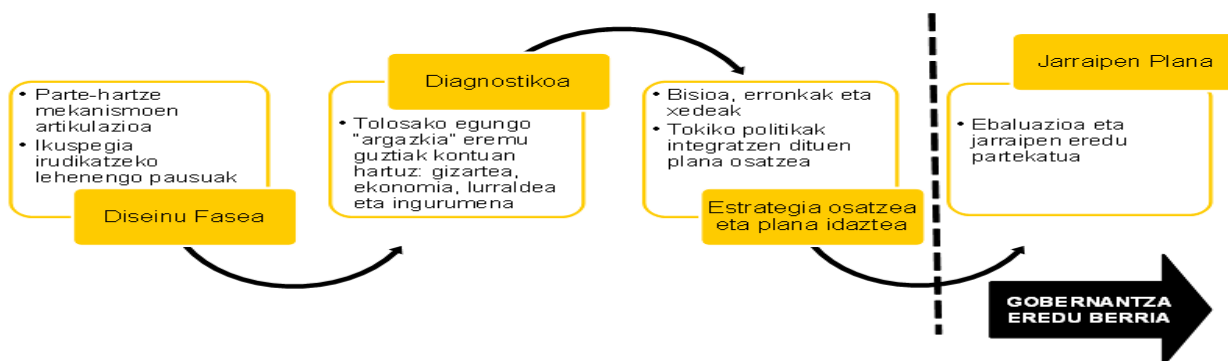 • Parte-hartze
mekanismoen
artikulazioa
• Ikuspegia
irudikatzeko
lehenengo pausuak
Diseinu Fasea
Diagnostikoa
• Tolosako egungo
"argazkia" eremu
guztiak kontuan
hartuz: gizartea,
ekonomia, lurraldea
eta ingurumena
• Bisioa, erronkak eta
xedeak
• Tokiko politikak
integratzen dituen
plana osatzea
Estrategia osatzea
eta plana idaztea
Jarraipen Plana
• Ebaluazioa eta
jarraipen eredu
partekatua
GOBERNANTZA
EREDU BERRIA